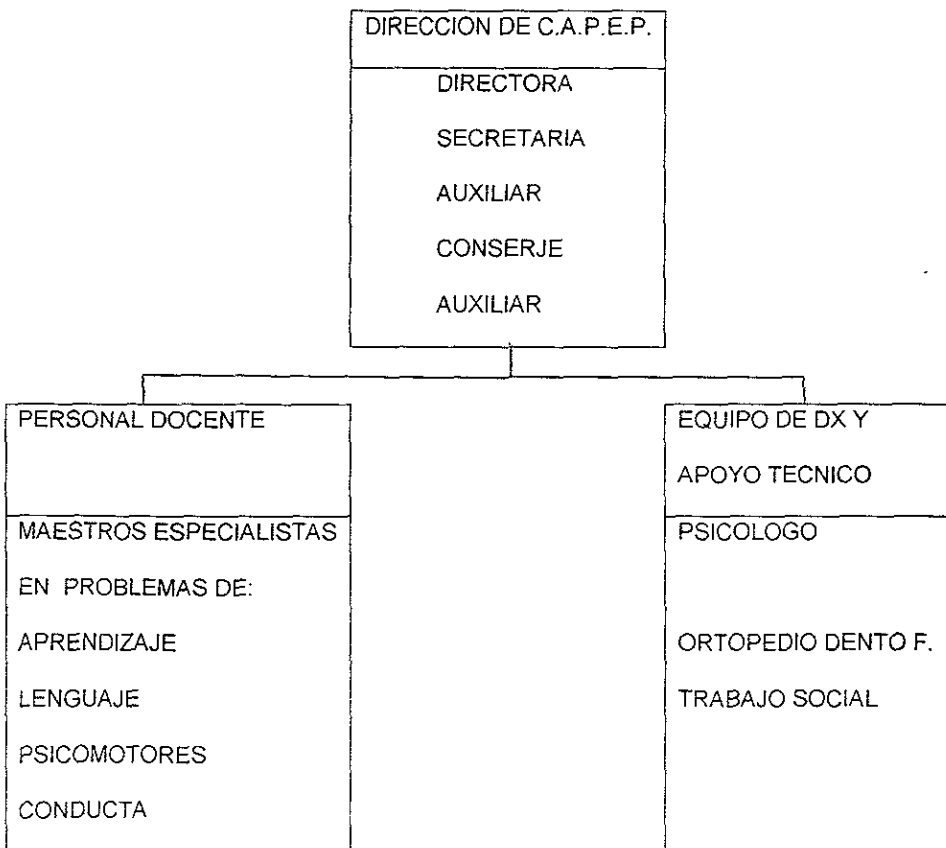 DIRECCION DE C.A.P.E.P.
DIRECTORA
SECRETARIA
AUXILIAR
CONSERJE
AUXILIAR
PERSONAL DOCENTE
MAESTROS ESPECIALISTAS
EN PROBLEMAS DE:
APRENDIZAJE
LENGUAJE
PSICOMOTORES
CONDUCTA
EQUIPO DE DX Y
APOYO TECNICO
PSICOLOGO
ORTOPEDIO DENTO F.
TRABAJO SOCIAL